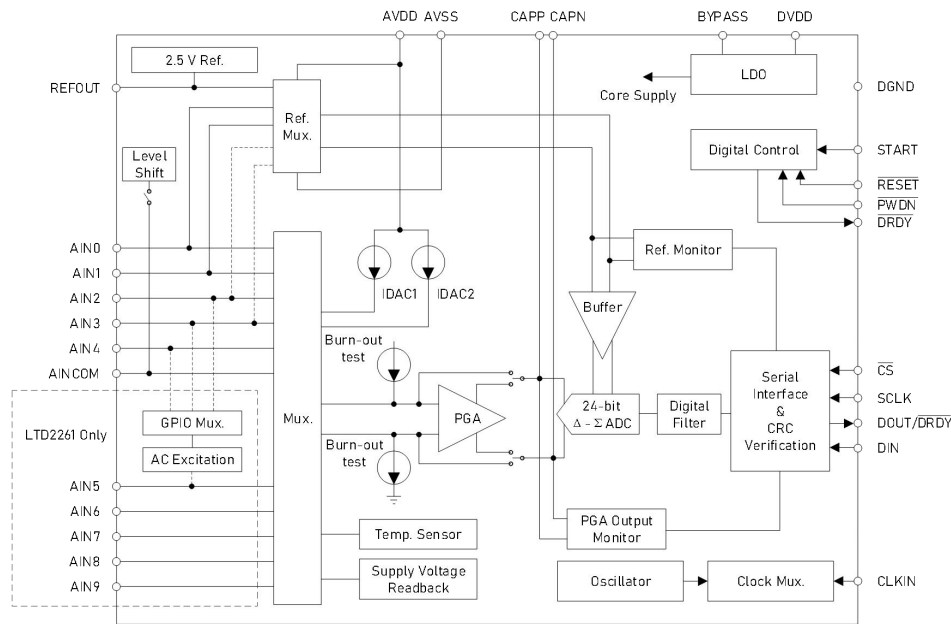 AVDD AVSS CAPP CAPN BYPASS DVDD
2.5 V Ref.
REFOUT
Ref.
Mux.
LDO
Core Supply
DGND
Digital Control
START
RESET
PWDN
DRDY
Level
Shift
AIN0
AIN1
AIN2
AIN3
AIN4
AINCOM
IDAC1
IDAC2
Ref. Monitor
Buffer
Burn-out
test
Mux.
PGA
Burn-out
test
24-bit
Δ - Σ ADC
Digital
Filter
Serial
Interface
&
CRC
Verification
CS
SCLK
DOUT/DRDY
DIN
LTD2261 Only
GPIO Mux.
AC Excitation
AIN5
AIN6
AIN7
AIN8
AIN9
Temp. Sensor
Supply Voltage
Readback
PGA Output
Monitor
Oscillator
Clock Mux.
CLKIN